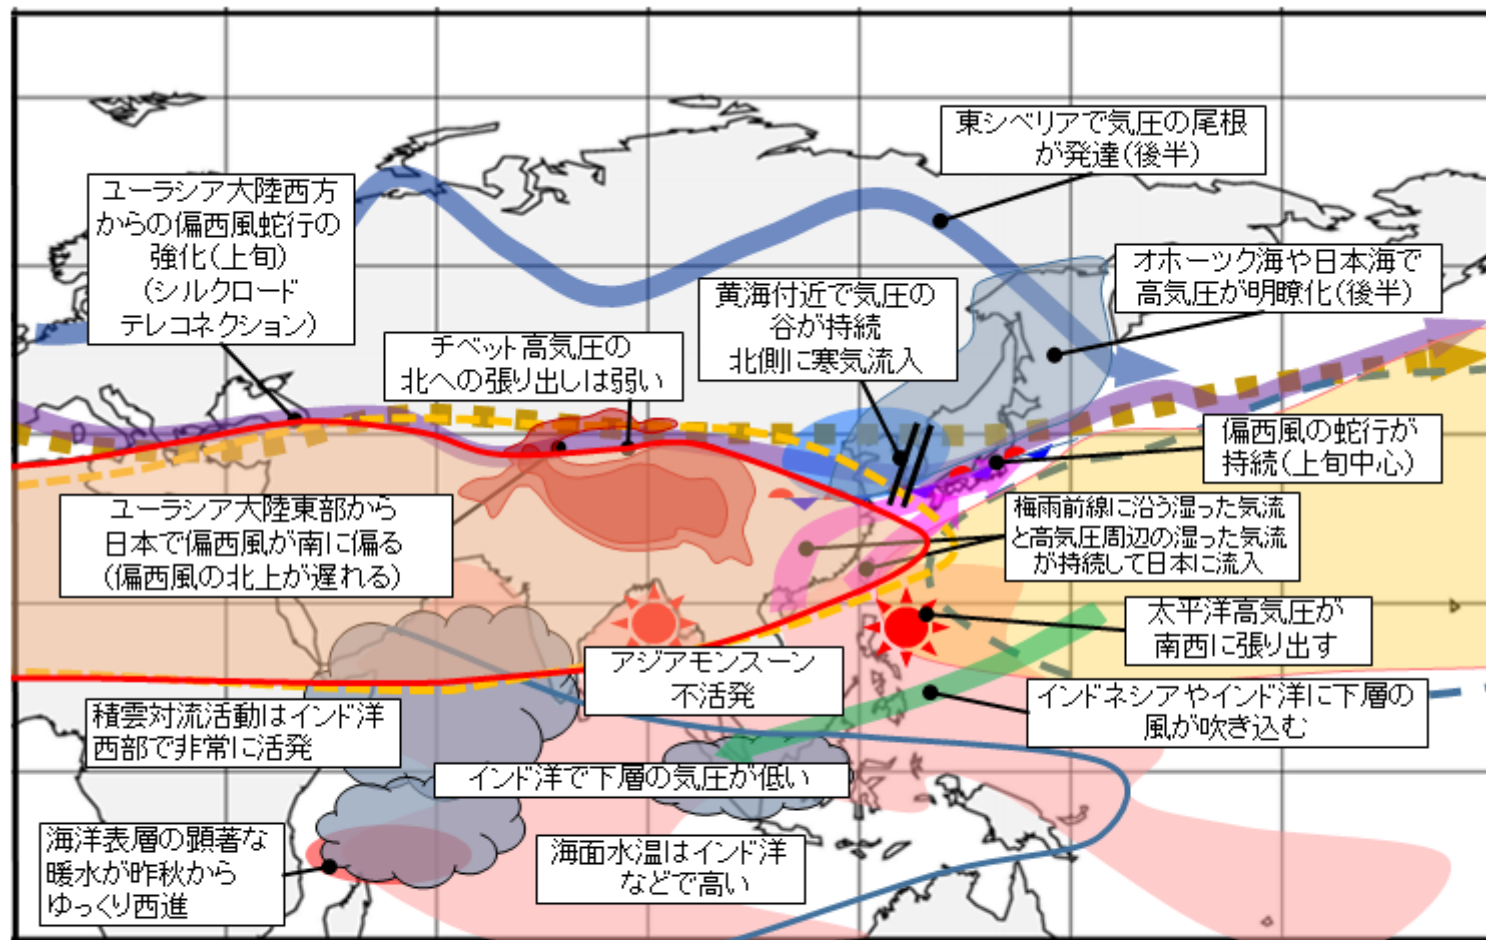 東シベリアで気圧の尾根
が発達(後半)
ユーラシア大陸西方
からの偏西風蛇行の
強化(上旬)
(シルクロード
テレコネクション)
オホーツク海や日本海で
高気圧が明瞭化(後半)
黄海付近で気圧の
谷が持続
北側に寒気流入
チベット高気圧の
北への張り出しは弱い
偏西風の蛇行が
持続(上旬中心)
ユーラシア大陸東部から
日本で偏西風が南に偏る
(偏西風の北上が遅れる)
梅雨前線に沿う湿った気流
と高気圧周辺の湿った気流
が持続して日本に流入
太平洋高気圧が
南西に張り出す
アジアモンスーン
不活発
インドネシアやインド洋に下層の
風が吹き込む
積雲対流活動はインド洋
西部で非常に活発
インド洋で下層の気圧が低い
海洋表層の顕著な
暖水が昨秋から
ゆっくり西進
海面水温はインド洋
などで高い